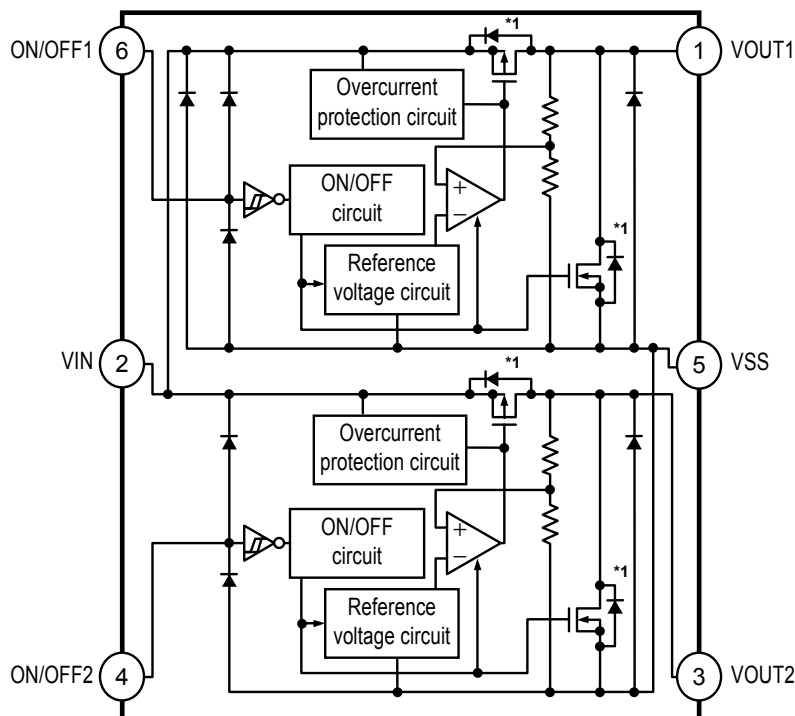 ON/OFF1
6
*1
1
VOUT1
Overcurrent
protection circuit
ON/OFF
circuit
+
−
*1
Reference
voltage circuit
VIN
2
5
VSS
*1
Overcurrent
protection circuit
ON/OFF
circuit
+
−
*1
Reference
voltage circuit
ON/OFF2
4
3
VOUT2